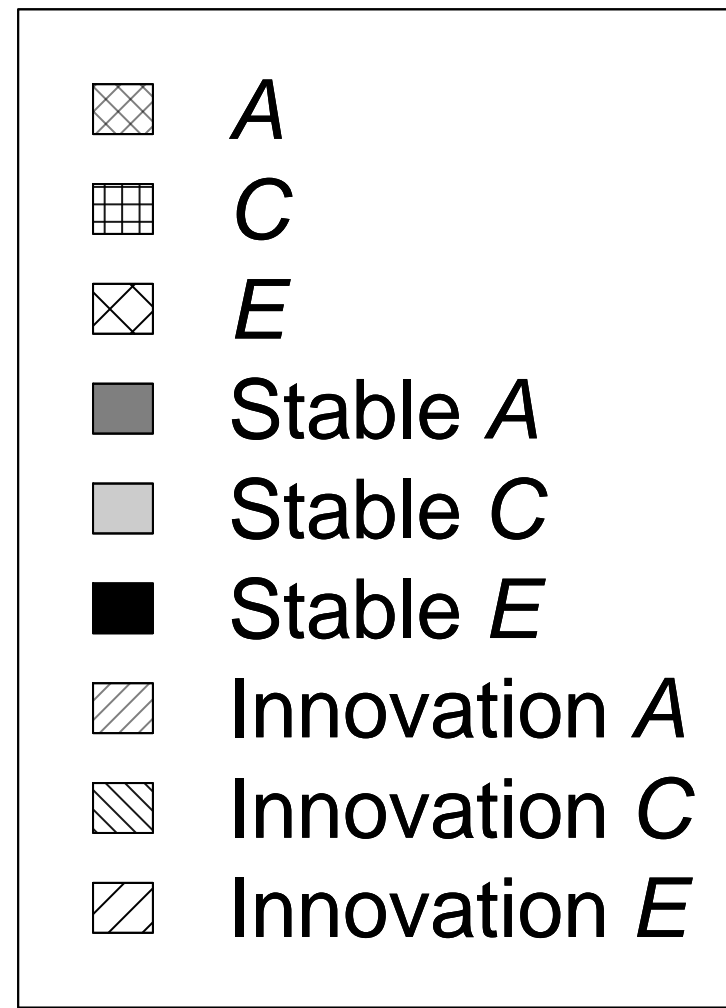 A
C
E
Stable A
Stable C
Stable E
Innovation A
Innovation C
Innovation E